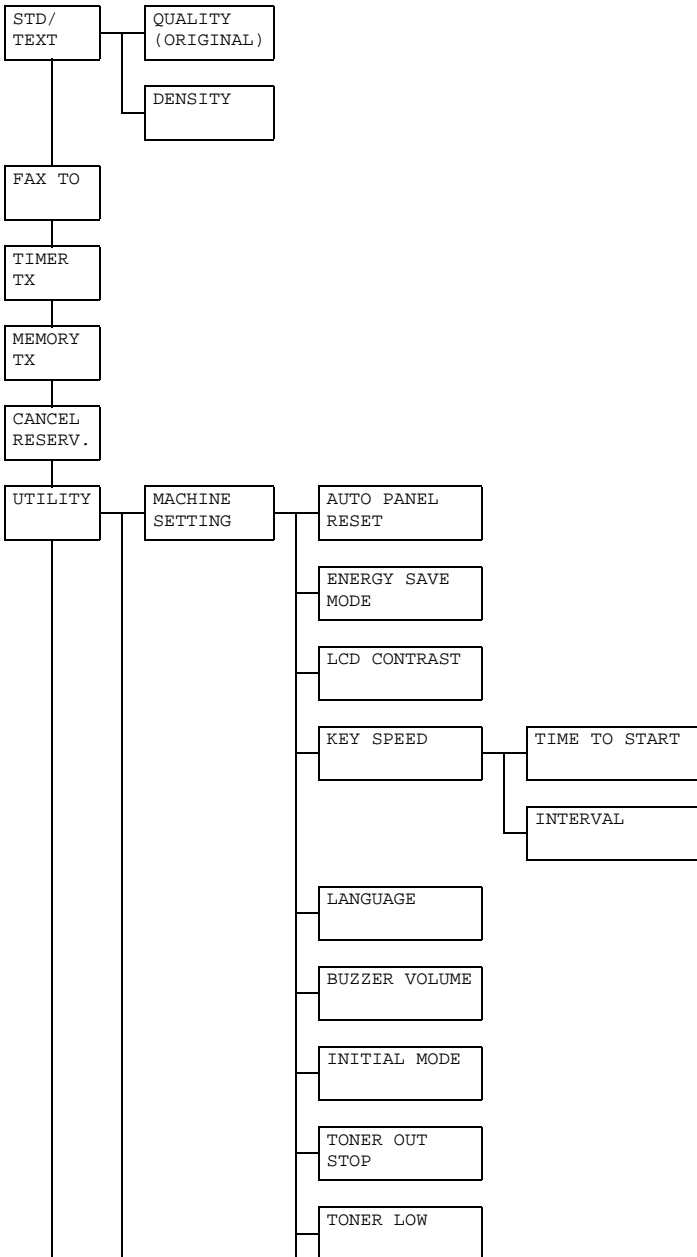 STD/
TEXT
QUALITY
(ORIGINAL)
DENSITY
FAX TO
TIMER
TX
MEMORY
TX
CANCEL
RESERV.
UTILITY
MACHINE
SETTING
AUTO PANEL
RESET
ENERGY SAVE
MODE
LCD CONTRAST
KEY SPEED
TIME TO START
INTERVAL
LANGUAGE
BUZZER VOLUME
INITIAL MODE
TONER OUT
STOP
TONER LOW